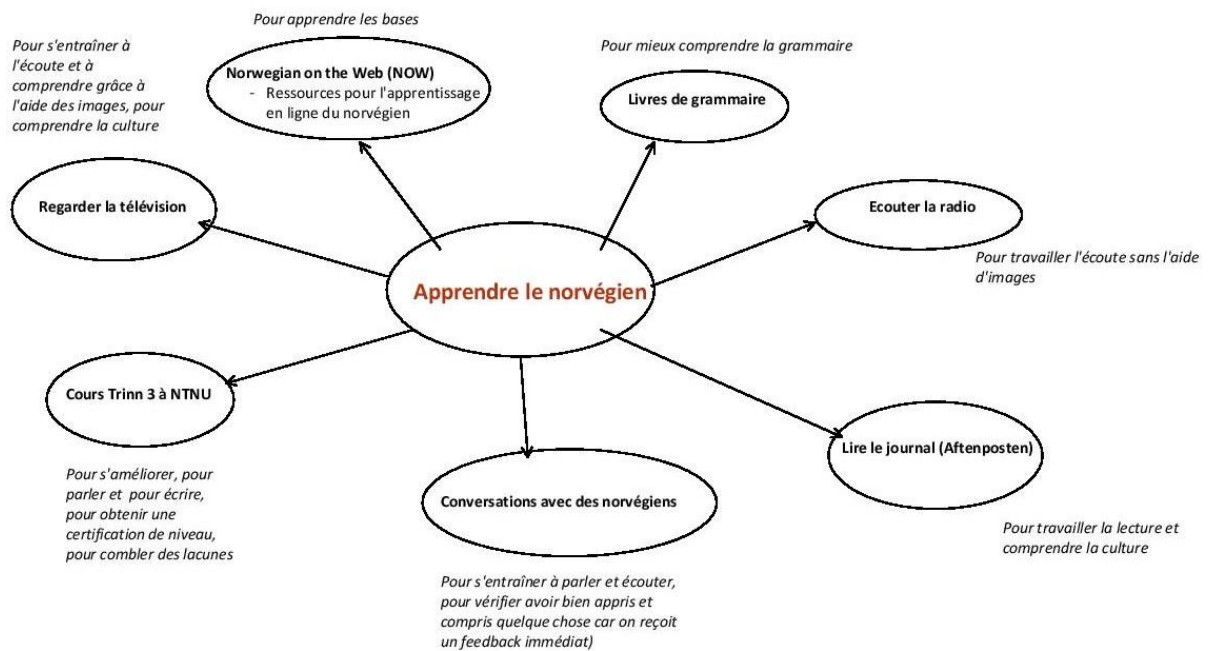 Pour apprendre les bases
Pour s'entraîner à
l'écoute et à
comprendre grâce à
l'aide des images, pour
comprendre la culture
Norwegian on the Web (NOW)
- Ressources pour l'apprentissage
en ligne du norvégien
Pour mieux comprendre la grammaire
Livres de grammaire
Regarder la télévision
Ecouter la radio
Pour travailler l'écoute sans l'aide
d'images
Apprendre le norvégien
Cours Trinn 3 à NTNU
Pour s'améliorer, pour
parler et pour écrire,
pour obtenir une
certification de niveau,
pour combler des lacunes
Conversations avec des norvégiens
Pour s'entraîner à parler et écouter,
pour vérifier avoir bien appris et
compris quelque chose car on reçoit
un feedback immédiat)
Lire le journal (Aftenposten)
Pour travailler la lecture et
comprendre la culture